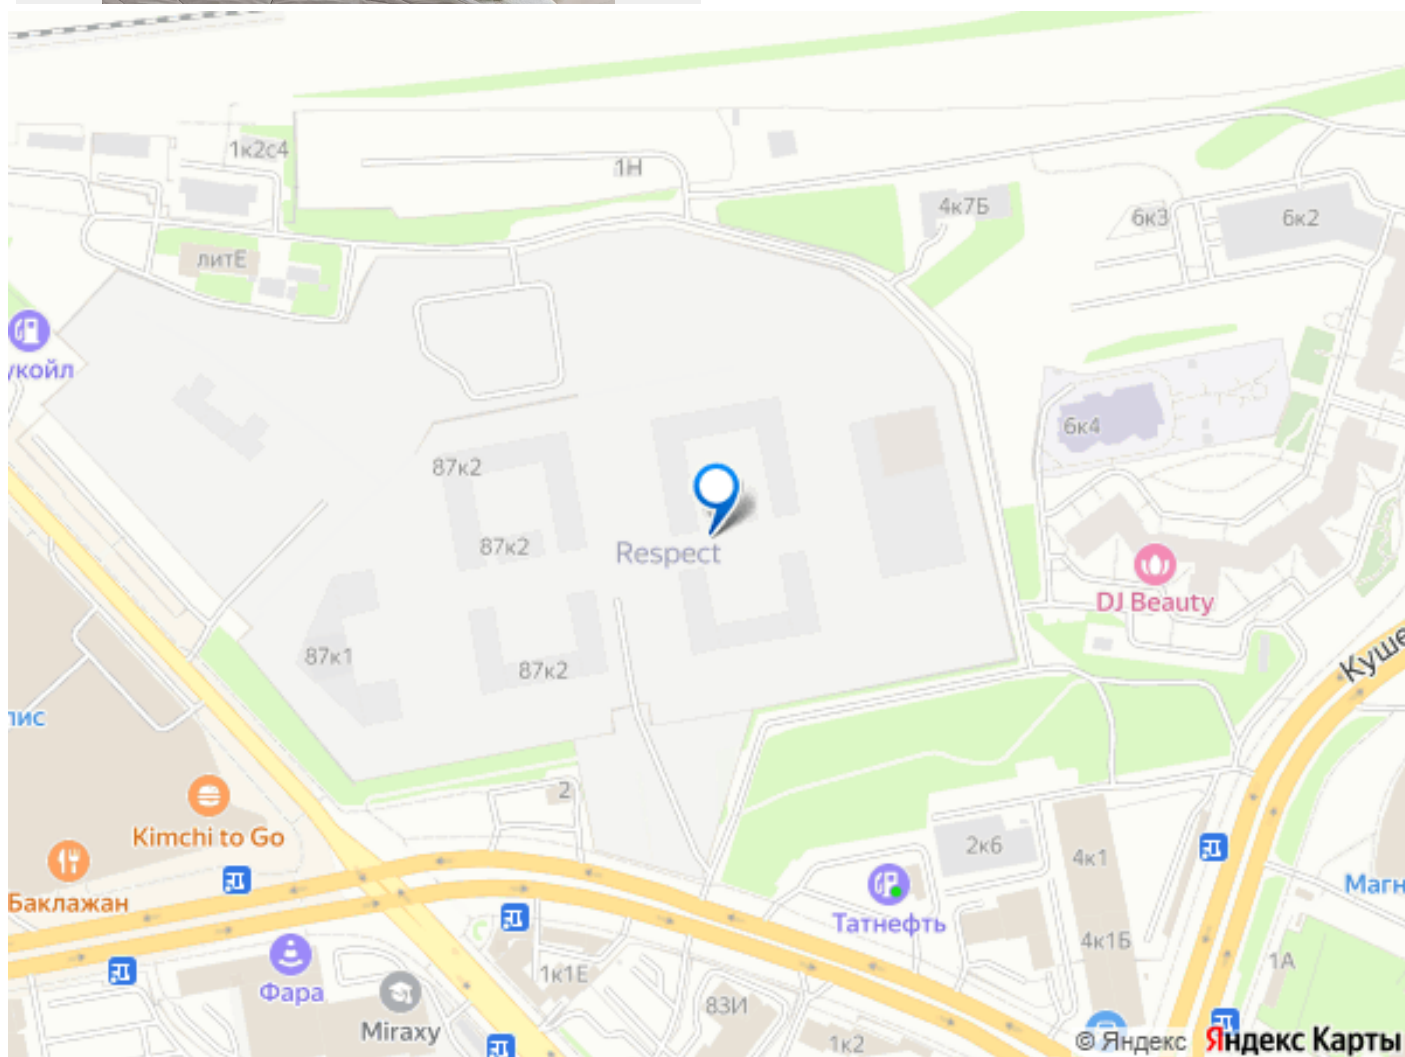 1к2с4
1Н
4к7Б
6к3
6к2
литЕ
укойл
6к4
87к2
87к2
Respect
DJ Beauty
87к1
87к2
Куше
лис
2
Kimchi to Go
2к6
4к1
Баклажан
Магн
Татнефть
4к1Б
1А
1к1Е
Фара
83И
Miraxy
1к2
© Яндекс Яндекс Карты